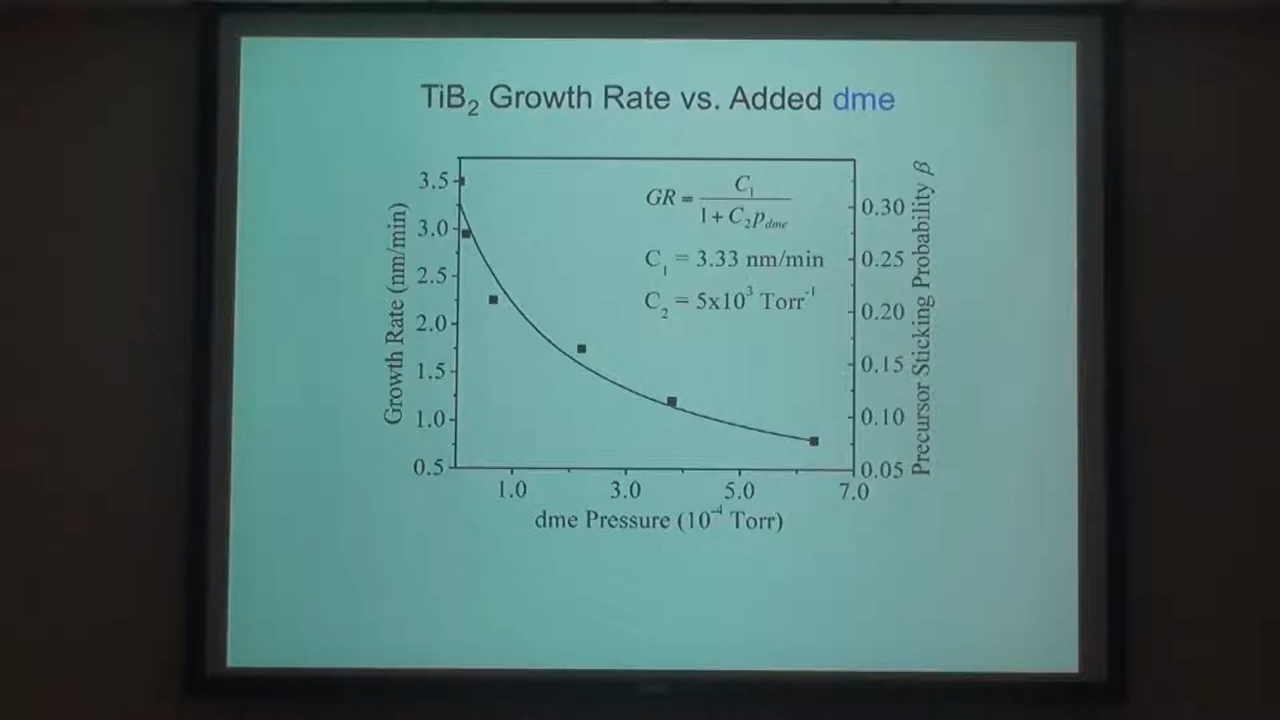 TiB₂ Growth Rate vs. Added dme
Growth Rate (nm/min)
3.5
3.0
2.5
2.0
1.5
1.0
0.5
GR = C₁ / (1 + C₂p_dme)
C₁ = 3.33 nm/min
C₂ = 5x10³ Torr⁻¹
0.30
0.25
0.20
0.15
0.10
0.05
Precursor Sticking Probability β
1.0 3.0 5.0 7.0
dme Pressure (10⁻⁴ Torr)